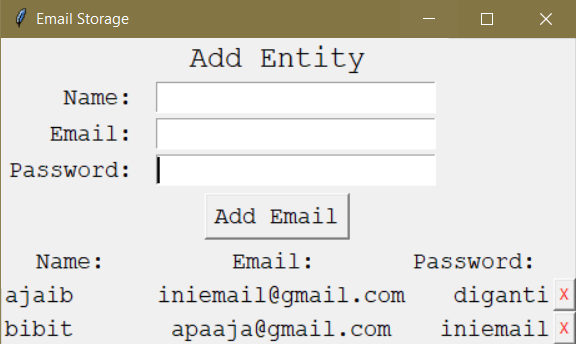 Email Storage
Add Entity
Name:
Email:
Password:
Add Email
Name: Email: Password:
ajaib iniemail@gmail.com diganti X
bibit apaaja@gmail.com iniemail X